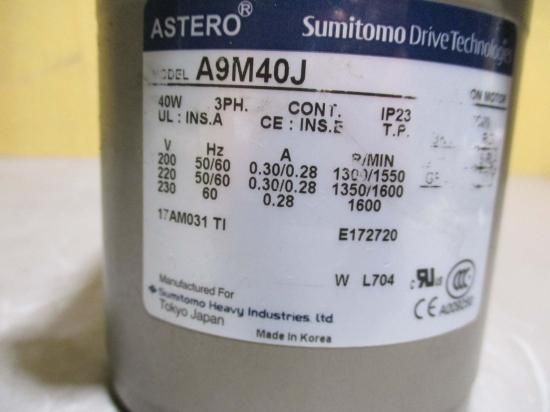 ASTERO® Sumitomo Drive Technologies
MODEL A9M40J
ON MOTOR
40W 3PH. CONT. IP23
UL : INS.A CE : INS.E T.P.
V Hz A R/MIN
200 50/60 0.30/0.28 1300/1550
220 50/60 0.30/0.28 1350/1600
230 60 0.28 1600
17AM031 TI E172720
W L704
Manufactured For
Sumitomo Heavy Industries, Ltd.
Tokyo Japan
Made In Korea